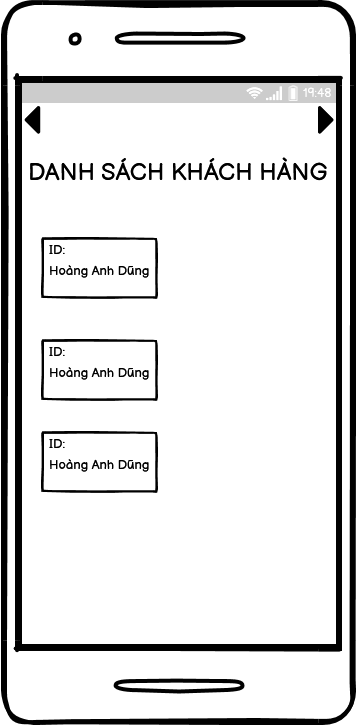 19:48
DANH SÁCH KHÁCH HÀNG
ID:
Hoàng Anh Dũng
ID:
Hoàng Anh Dũng
ID:
Hoàng Anh Dũng